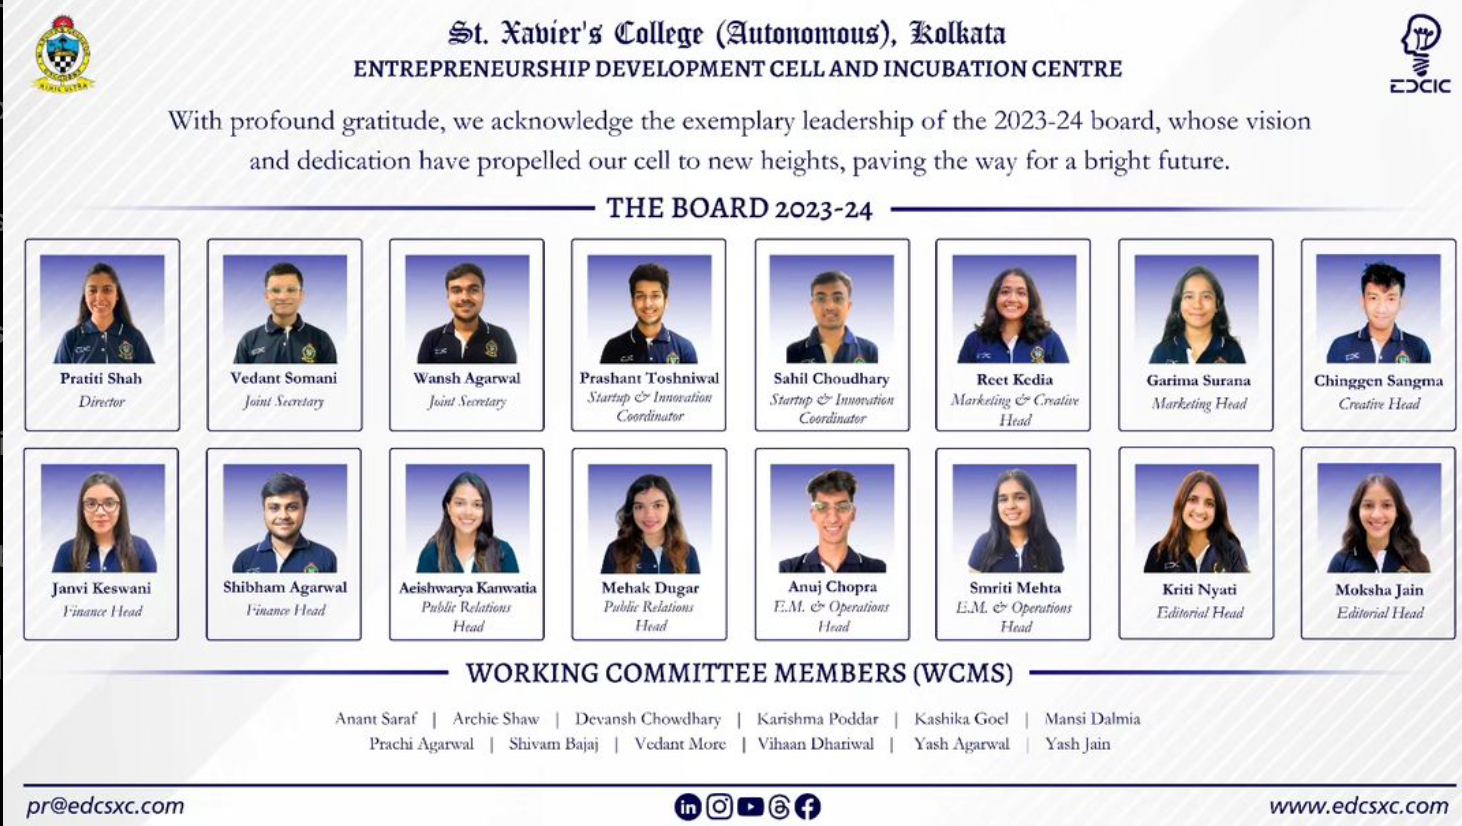 St. Xavier's College (Autonomous), Kolkata
ENTREPRENEURSHIP DEVELOPMENT CELL AND INCUBATION CENTRE
EDCIC
With profound gratitude, we acknowledge the exemplary leadership of the 2023-24 board, whose vision
and dedication have propelled our cell to new heights, paving the way for a bright future.
THE BOARD 2023-24
Pratiti Shah
Director
Vedant Somani
Joint Secretary
Wansh Agarwal
Joint Secretary
Prashant Toshniwal
Startup & Innovation
Coordinator
Sahil Choudhary
Startup & Innovation
Coordinator
Reet Kedia
Marketing & Creative
Head
Garima Surana
Marketing Head
Chinggen Sangma
Creative Head
Janvi Keswani
Finance Head
Shibham Agarwal
Finance Head
Aeishwarya Kanwatia
Public Relations
Head
Mehak Dugar
Public Relations
Head
Anuj Chopra
E.M. & Operations
Head
Smriti Mehta
E.M. & Operations
Head
Kriti Nyati
Editorial Head
Moksha Jain
Editorial Head
WORKING COMMITTEE MEMBERS (WCMS)
Anant Saraf | Archie Shaw | Devansh Chowdhary | Karishma Poddar | Kashika Goel | Mansi Dalmia
Prachi Agarwal | Shivam Bajaj | Vedant More | Vihaan Dhariwal | Yash Agarwal | Yash Jain
pr@edcsxc.com
www.edcsxc.com